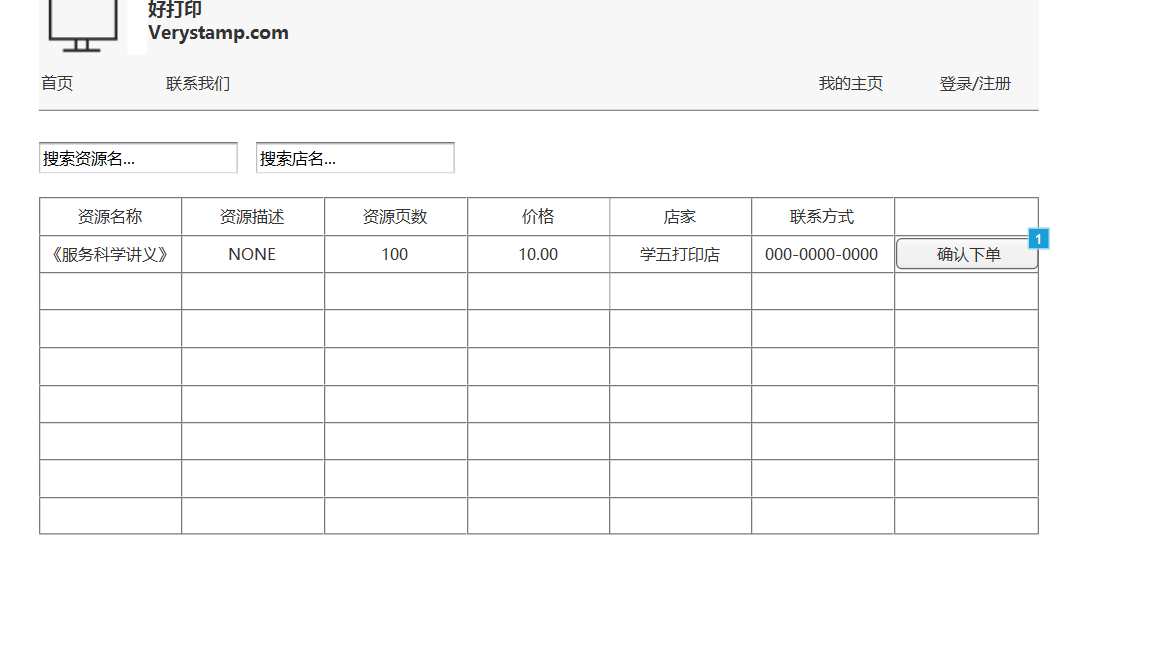 好打印
Verystamp.com
首页 联系我们 我的主页 登录/注册
搜索资源名... 搜索店名...
资源名称 资源描述 资源页数 价格 店家 联系方式
1
《服务科学讲义》 NONE 100 10.00 学五打印店 000-0000-0000 确认下单